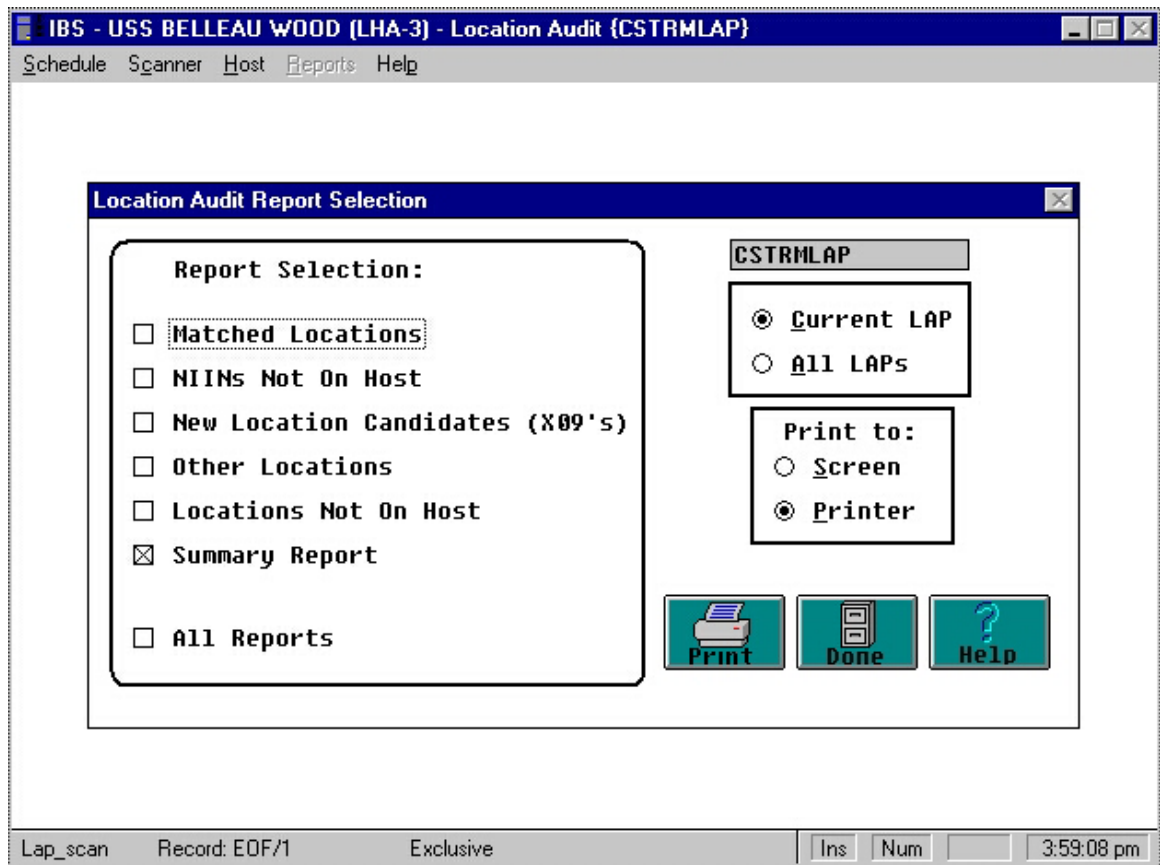 IBS - USS BELLEAU WOOD (LHA-3) - Location Audit {CSTRMLAP}
Schedule Scanner Host Reports Help
Location Audit Report Selection
Report Selection:
Matched Locations
NIINs Not On Host
New Location Candidates (X09's)
Other Locations
Locations Not On Host
Summary Report
All Reports
CSTRMLAP
Current LAP
All LAPs
Print to:
Screen
Printer
Print Done Help
Lap_scan Record: EOF/1 Exclusive Ins Num 3:59:08 pm